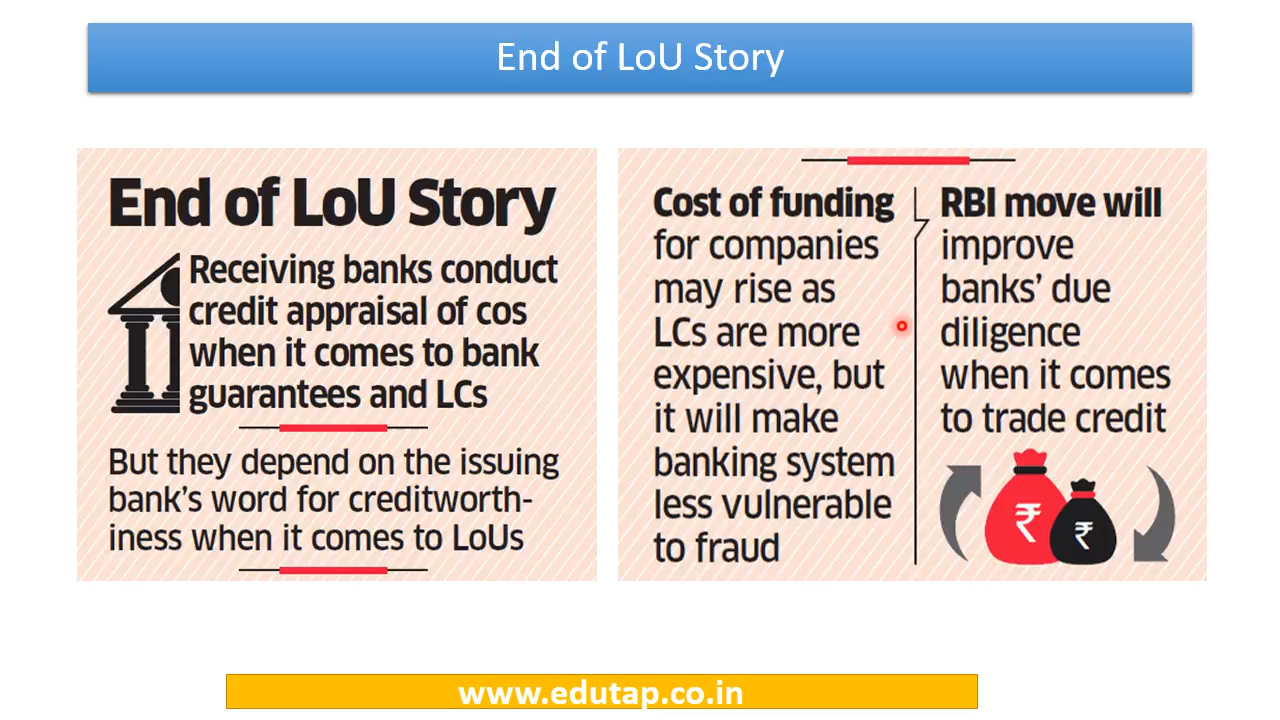 End of LoU Story
End of LoU Story
Receiving banks conduct
credit appraisal of cos
when it comes to bank
guarantees and LCs
But they depend on the issuing
bank's word for creditworth-
iness when it comes to LoUs
Cost of funding
for companies
may rise as
LCs are more
expensive, but
it will make
banking system
less vulnerable
to fraud
RBI move will
improve
banks' due
diligence
when it comes
to trade credit
₹
₹
www.edutap.co.in